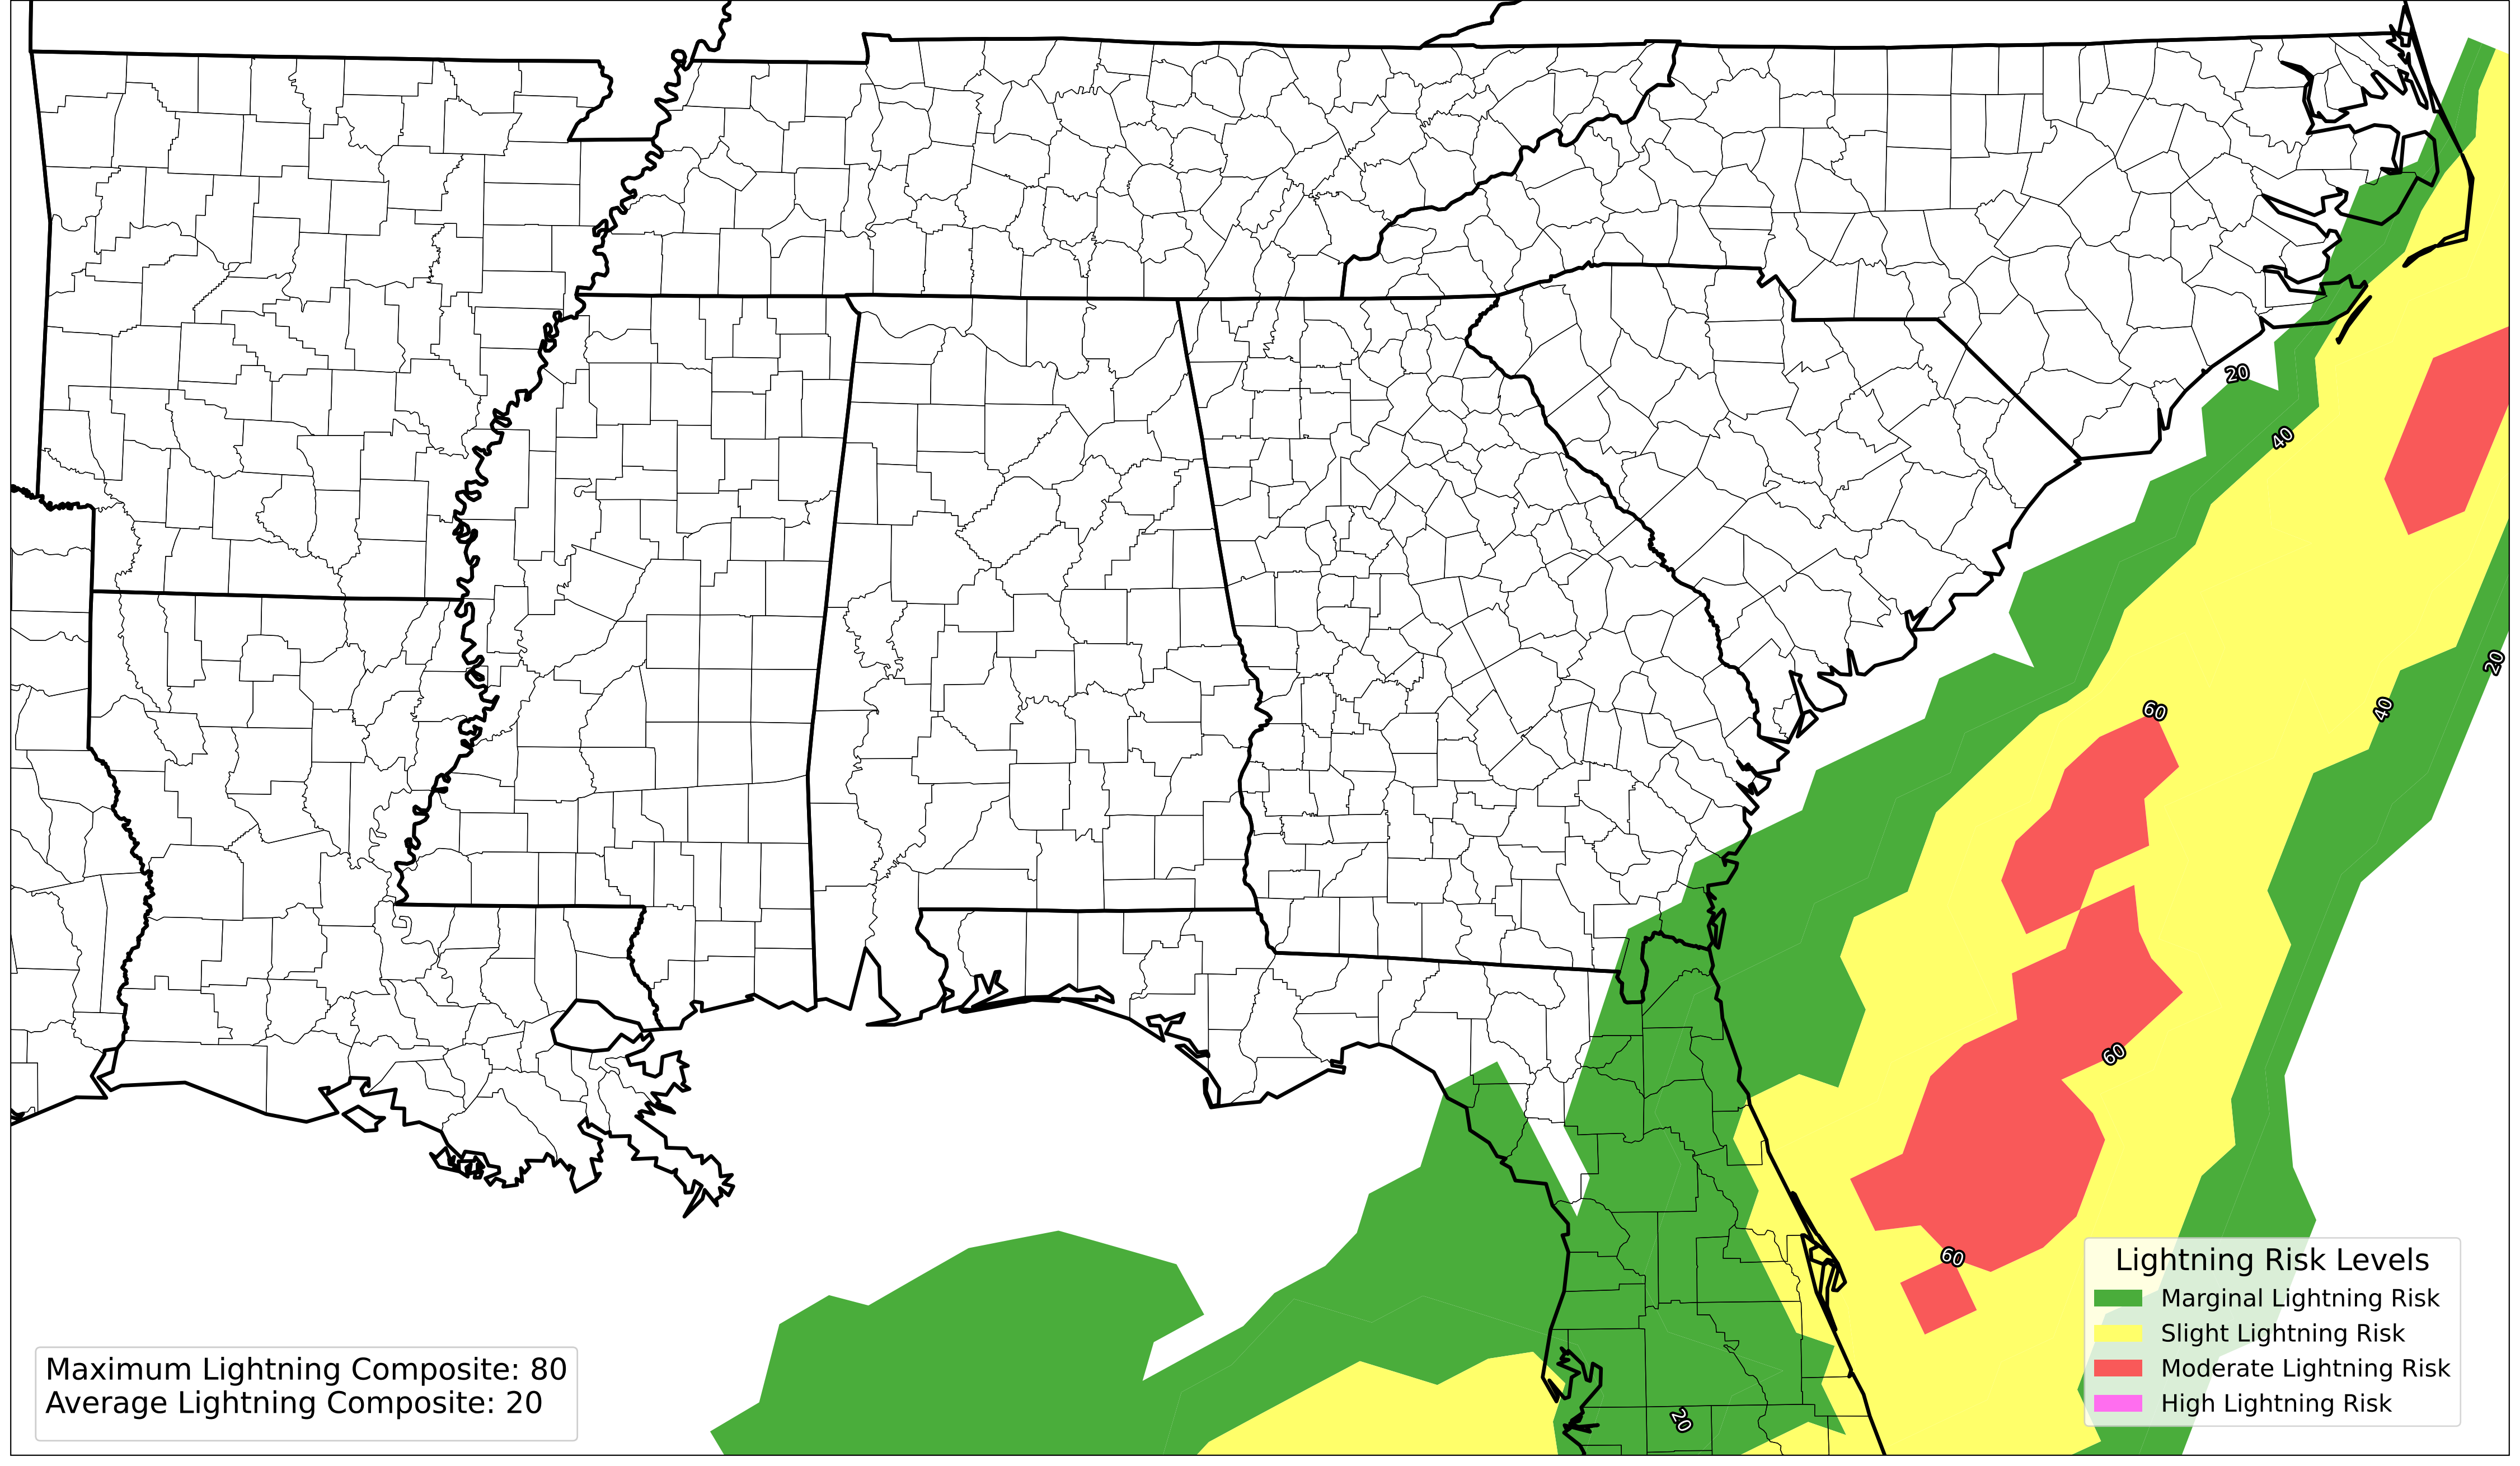 20
40
20
40
60
60
60
20
Lightning Risk Levels
Marginal Lightning Risk
Slight Lightning Risk
Moderate Lightning Risk
High Lightning Risk
Maximum Lightning Composite: 80
Average Lightning Composite: 20